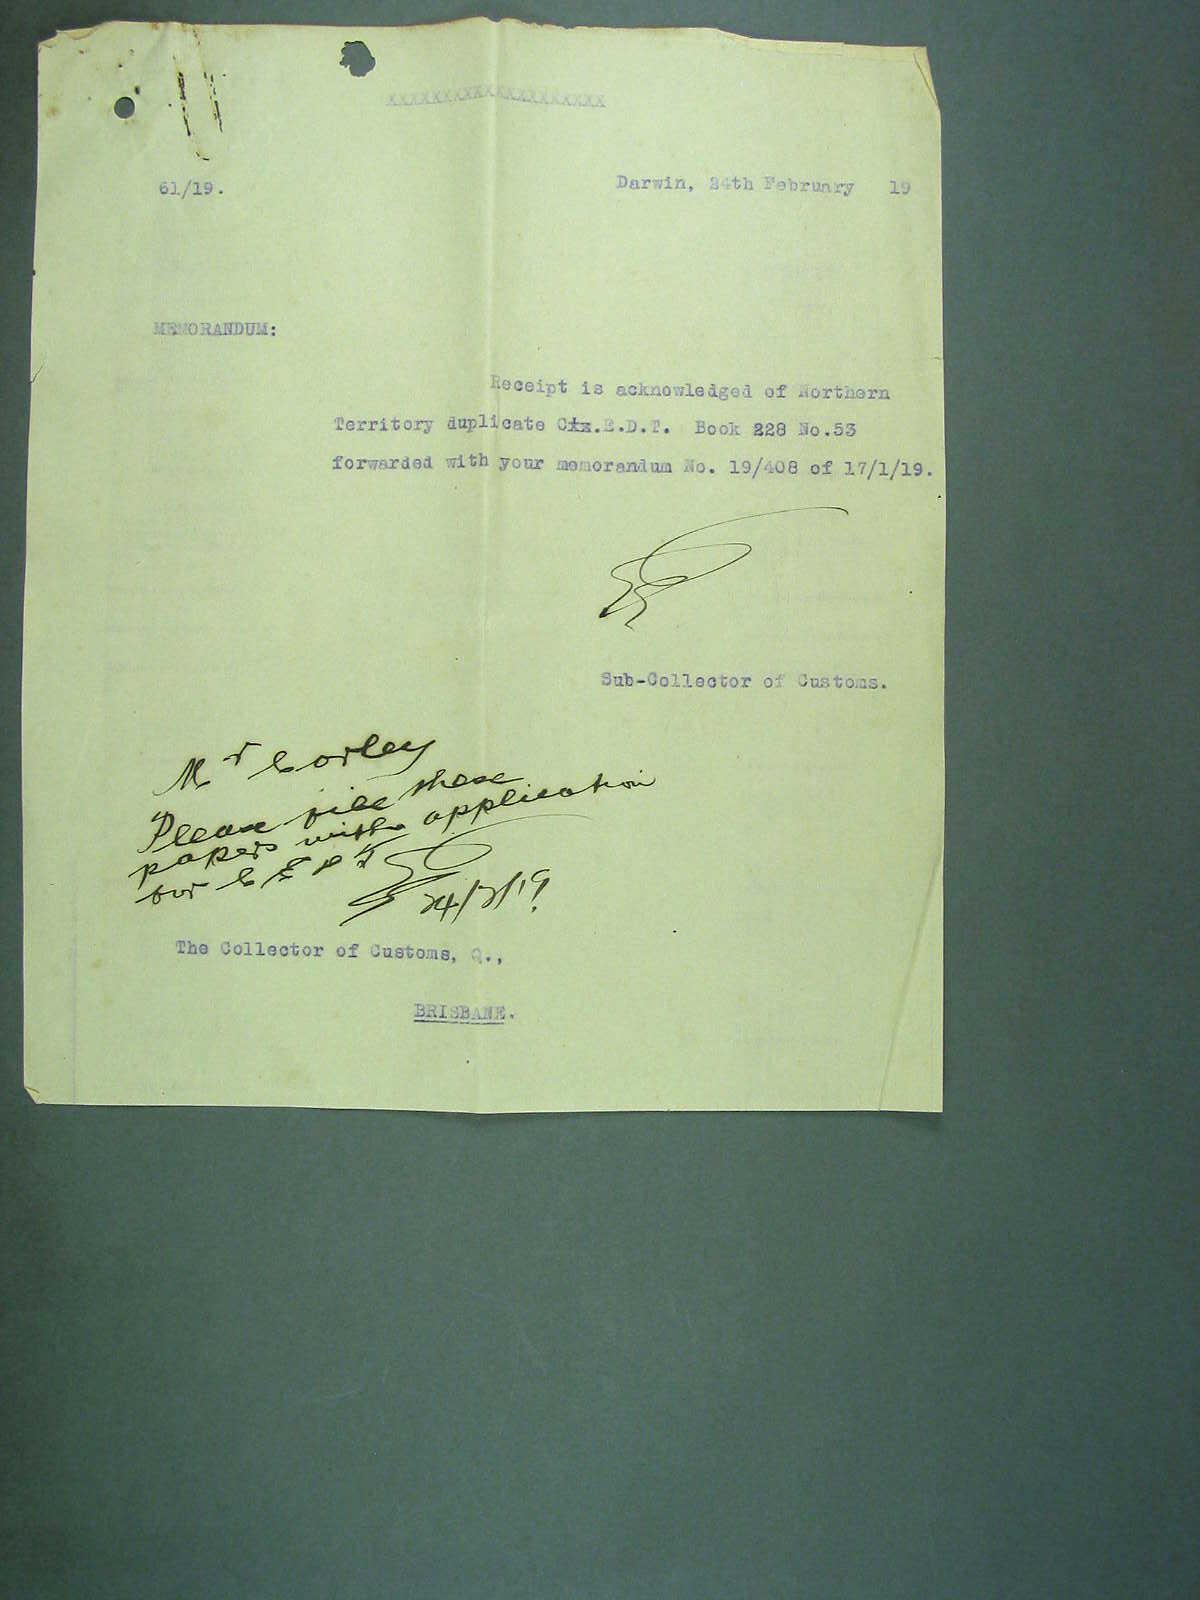 XXXXXXXXXXXXXXXXXXXX
61/19.
Darwin, 24th February 19
MEMORANDUM:
Receipt is acknowledged of Northern
Territory duplicate C.E.D.T. Book 228 No.53
forwarded with your memorandum No. 19/408 of 17/1/19.
Sub-Collector of Customs.
Mr Corley
Please file these
papers with application
for C E D T
24/2/19
The Collector of Customs, Q.,
BRISBANE.